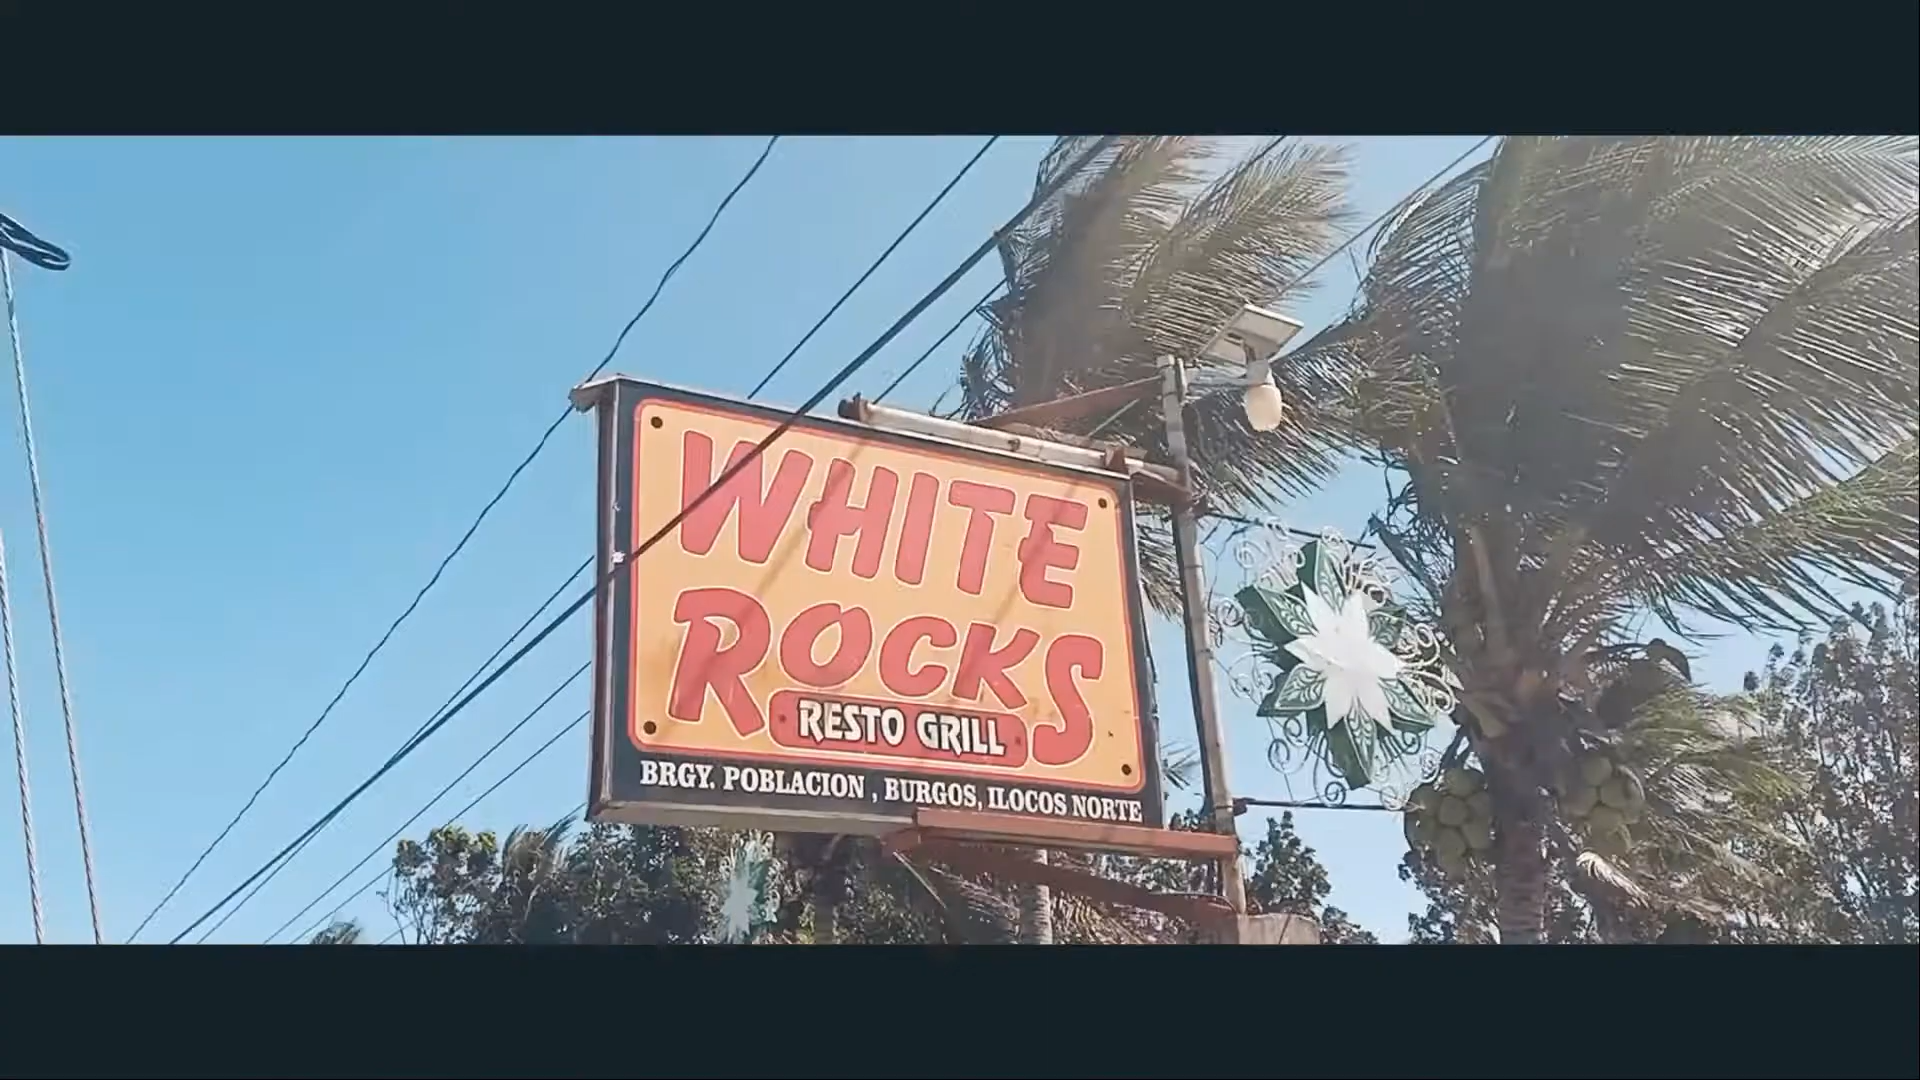 WHITE
ROCKS
RESTO GRILL
BRGY. POBLACION , BURGOS, ILOCOS NORTE